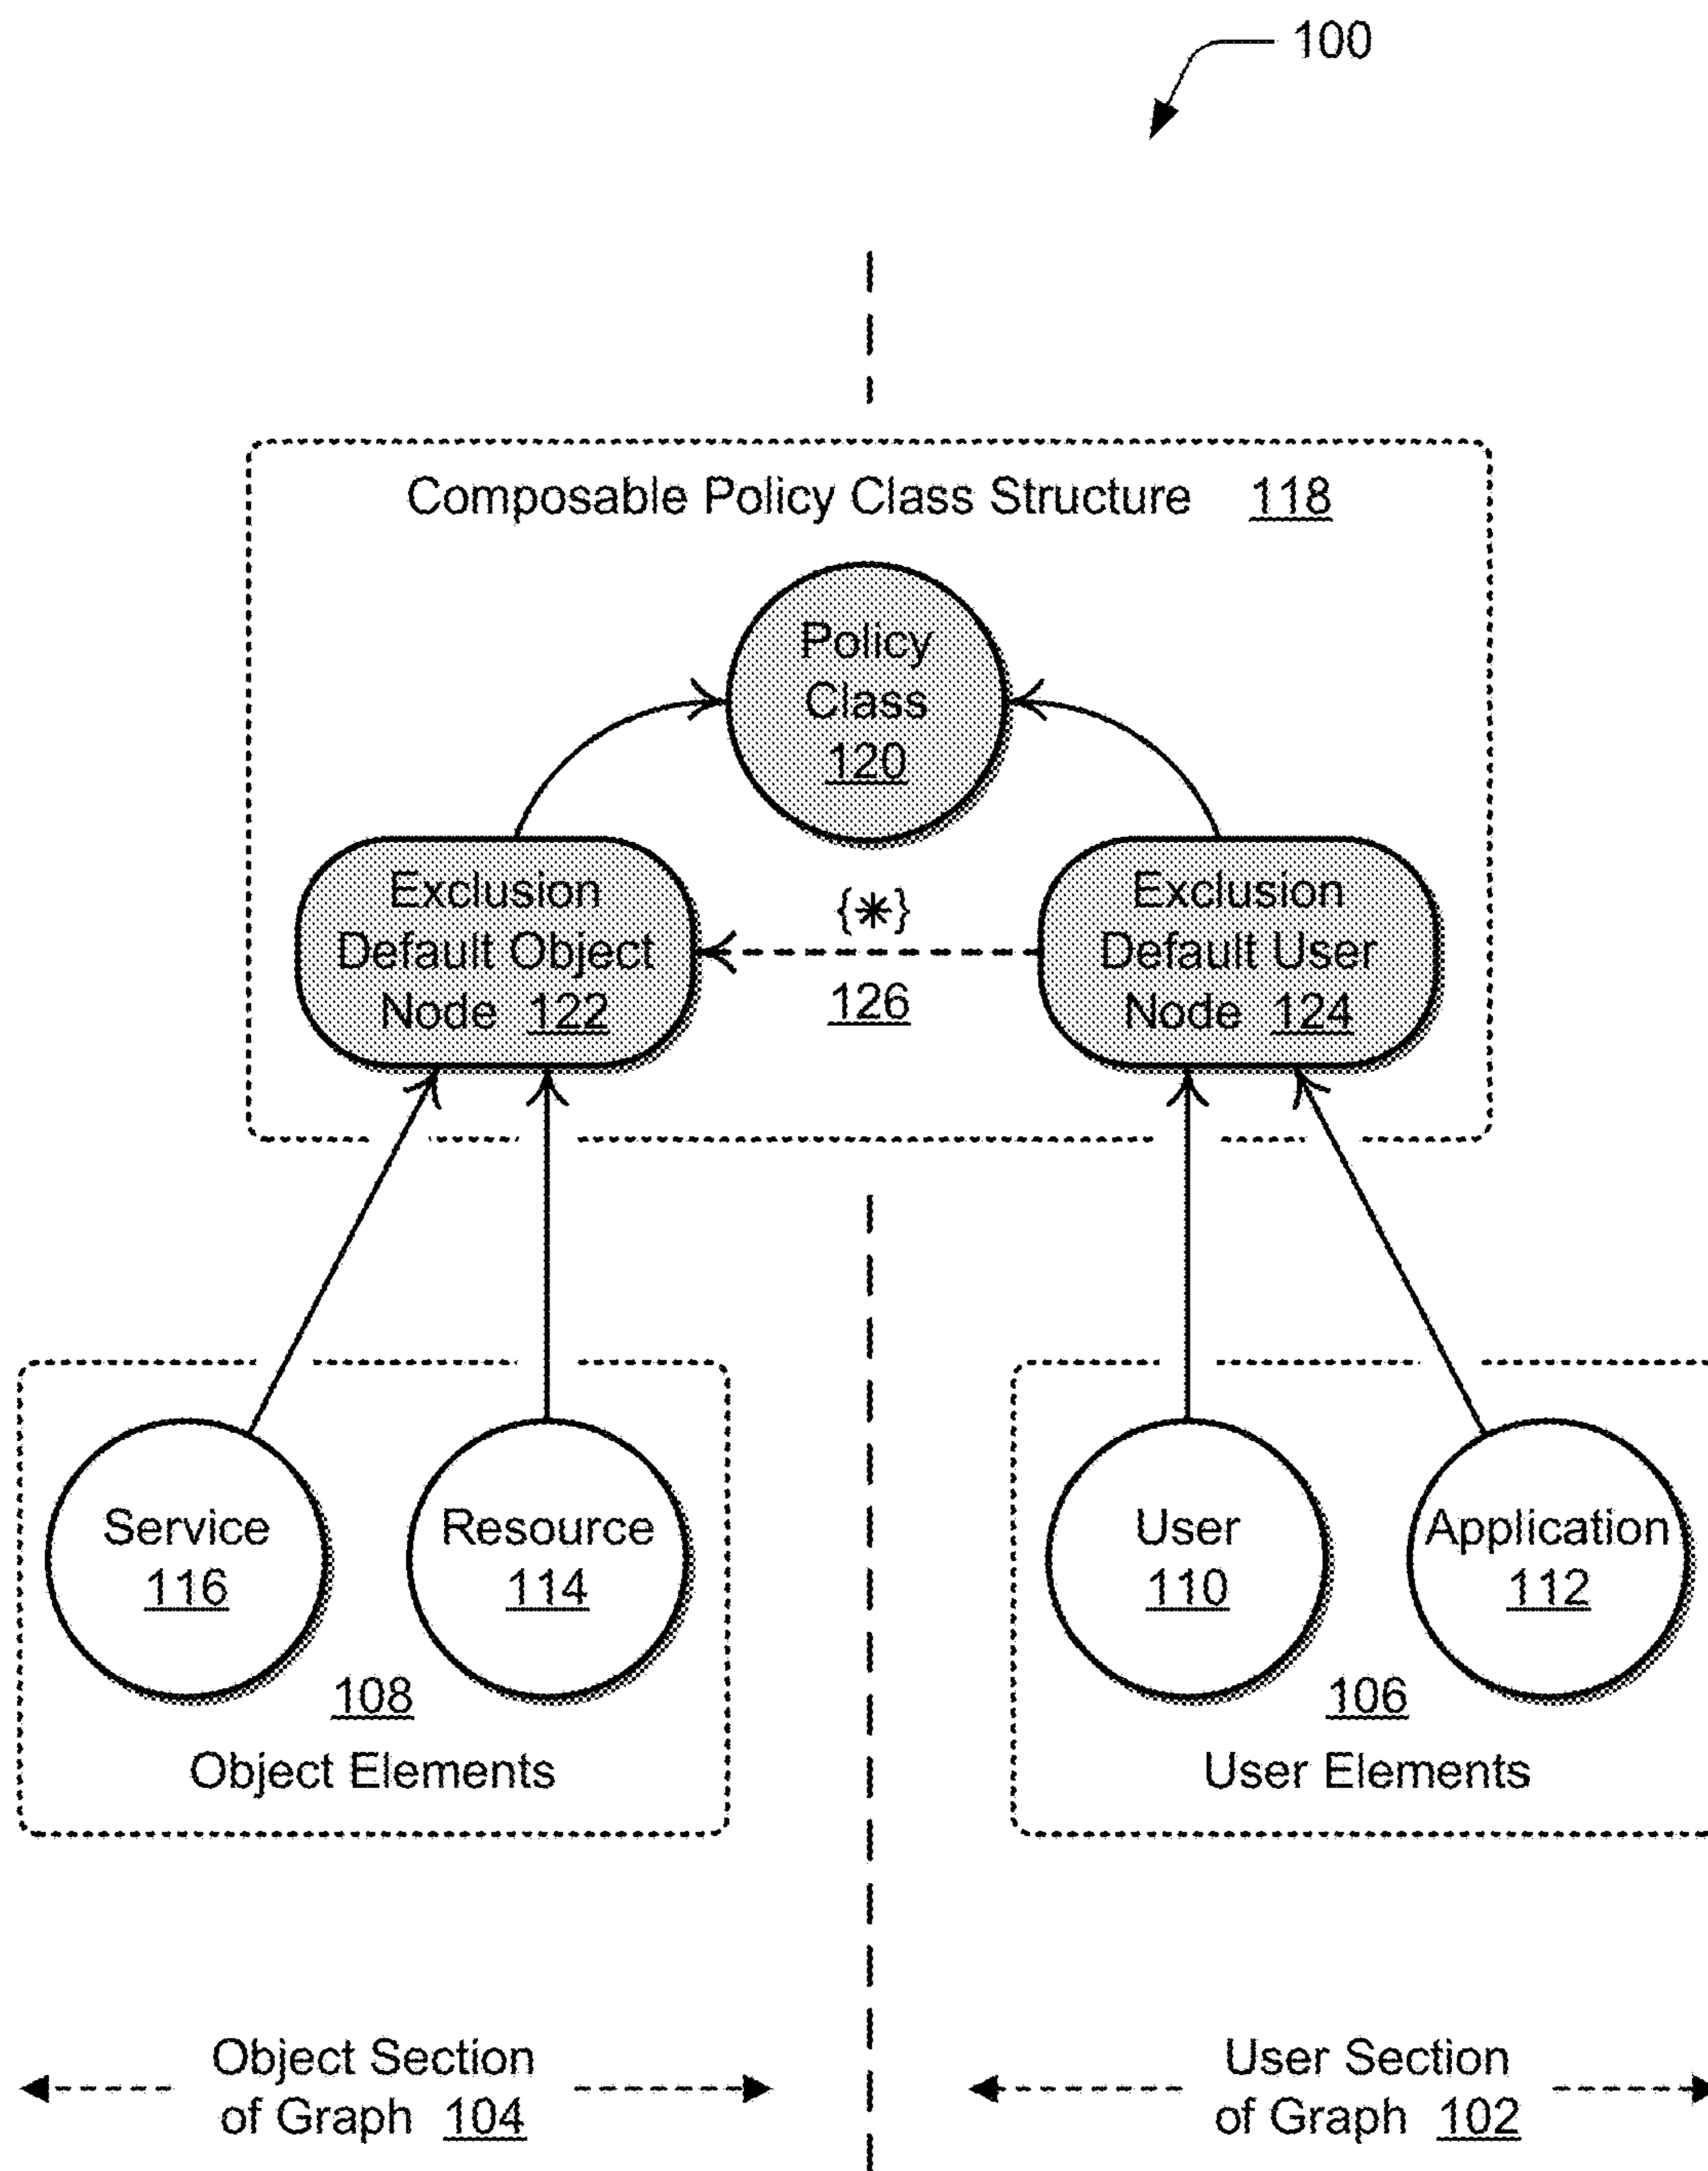 100
Composable Policy Class Structure 118
Policy
Class
120
Exclusion
Default Object
Node 122
{*}
126
Exclusion
Default User
Node 124
Service
116
Resource
114
108
Object Elements
User
110
Application
112
106
User Elements
Object Section
of Graph 104
User Section
of Graph 102